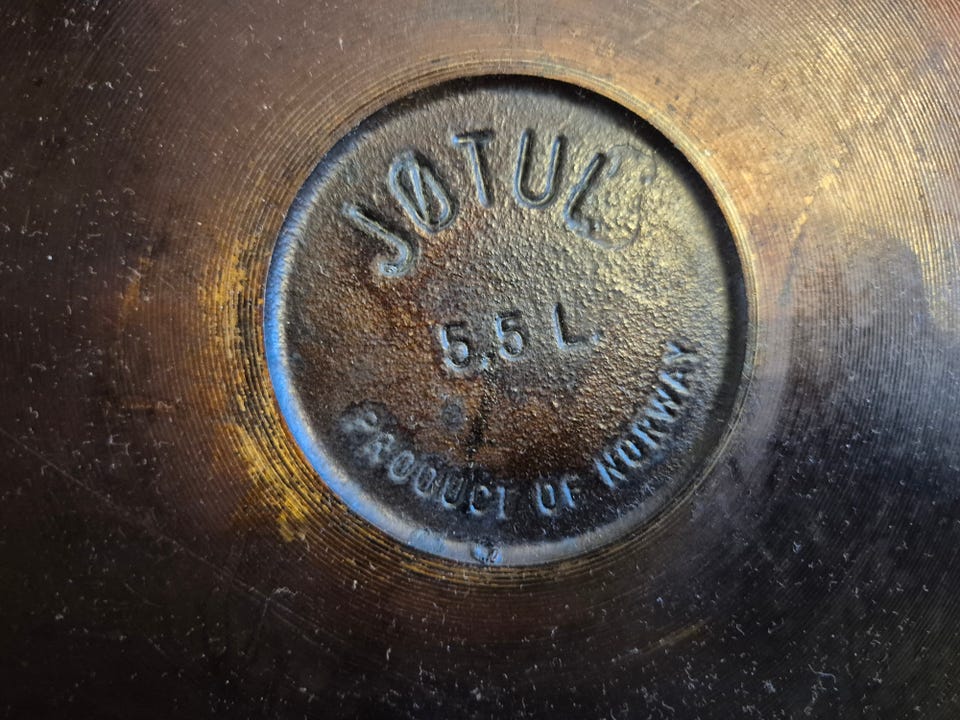 JØTUL
5,5 L.
PRODUCT OF NORWAY